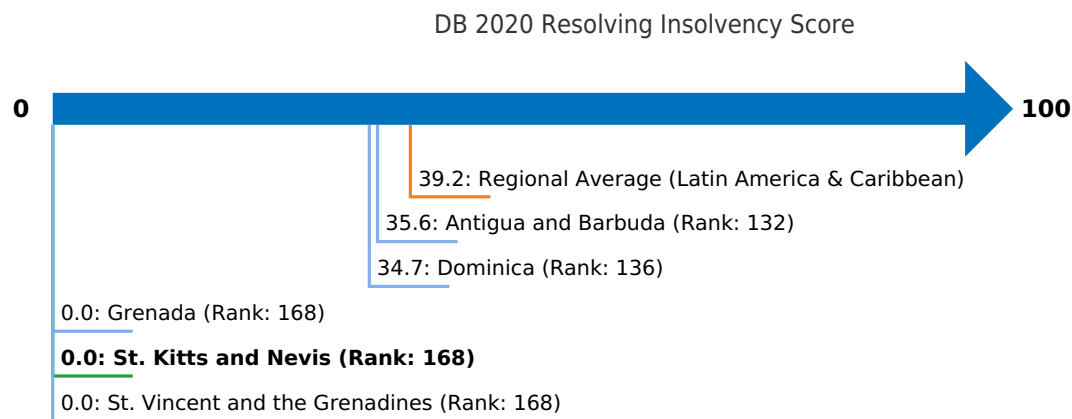 DB 2020 Resolving Insolvency Score
0
100
39.2: Regional Average (Latin America & Caribbean)
35.6: Antigua and Barbuda (Rank: 132)
34.7: Dominica (Rank: 136)
0.0: Grenada (Rank: 168)
0.0: St. Kitts and Nevis (Rank: 168)
0.0: St. Vincent and the Grenadines (Rank: 168)